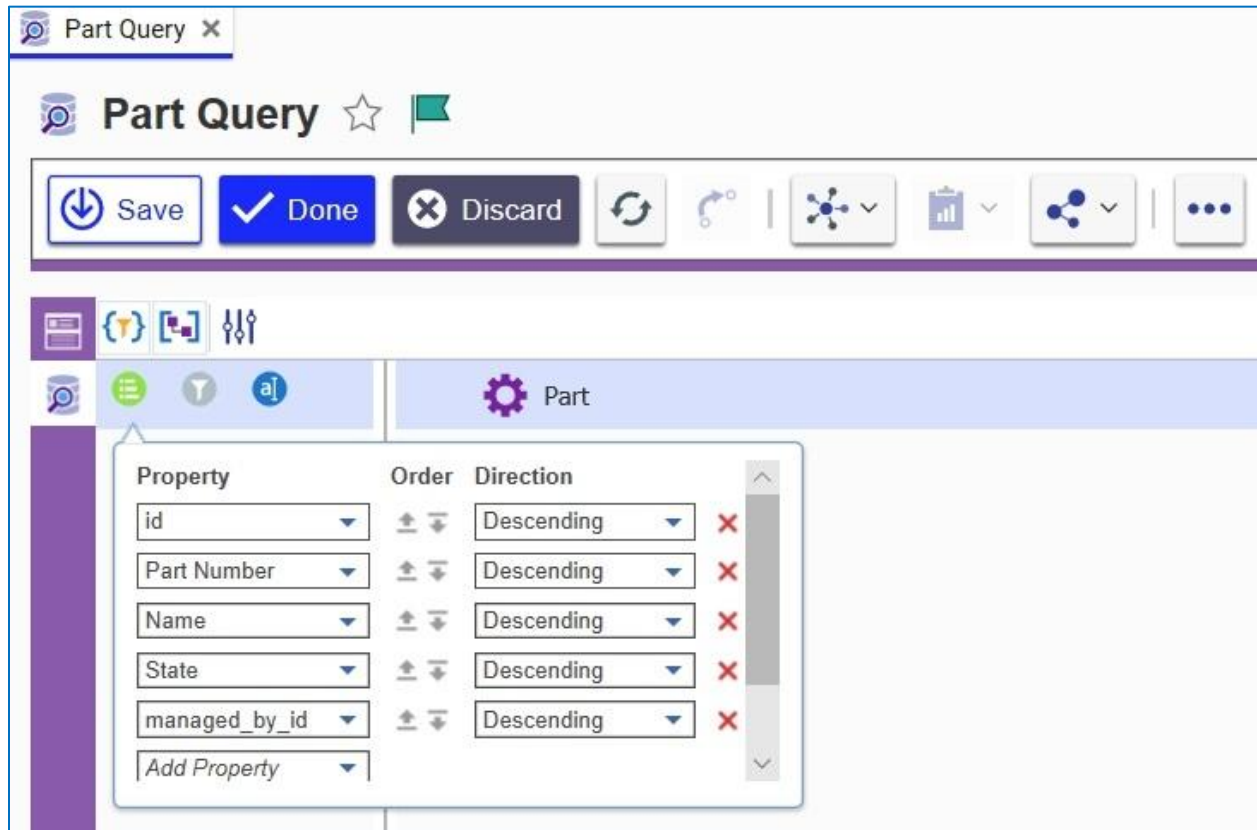 Part Query
Part Query
Save Done Discard
a
Part
Property Order Direction
id Descending
Part Number Descending
Name Descending
State Descending
managed_by_id Descending
Add Property